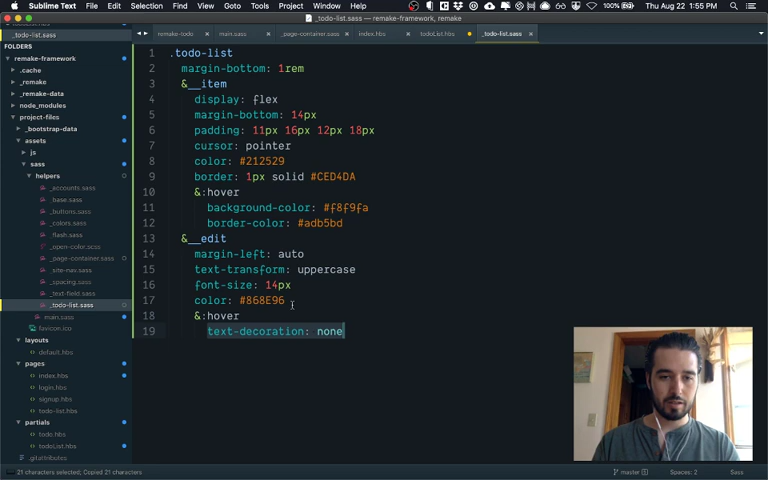 Sublime Text File Edit Selection Find View Goto Tools Project Window Help 100% Thu Aug 22 1:55 PM
_todo-list.sass — remake-framework, remake
remake-todo × main.sass × _page-container.sass × index.hbs × todoList.hbs _todo-list.sass ×
_todo-list.sass
FOLDERS
remake-framework
.cache
_remake
_remake-data
node_modules
project-files
_bootstrap-data
assets
js
sass
helpers
_accounts.sass
_base.sass
_buttons.sass
_colors.sass
_flash.sass
_open-color.scss
_page-container.sass
_site-nav.sass
_spacing.sass
_text-field.sass
_todo-list.sass
main.sass
favicon.ico
layouts
default.hbs
pages
index.hbs
login.hbs
signup.hbs
todo-list.hbs
partials
todo.hbs
todoList.hbs
.gitattributes
1 .todo-list
2 margin-bottom: 1rem
3 &__item
4 display: flex
5 margin-bottom: 14px
6 padding: 11px 16px 12px 18px
7 cursor: pointer
8 color: #212529
9 border: 1px solid #CED4DA
10 &:hover
11 background-color: #f8f9fa
12 border-color: #adb5bd
13 &__edit
14 margin-left: auto
15 text-transform: uppercase
16 font-size: 14px
17 color: #868E96
18 &:hover
19 text-decoration: none
21 characters selected; Copied 21 characters
master Spaces: 2 Sass